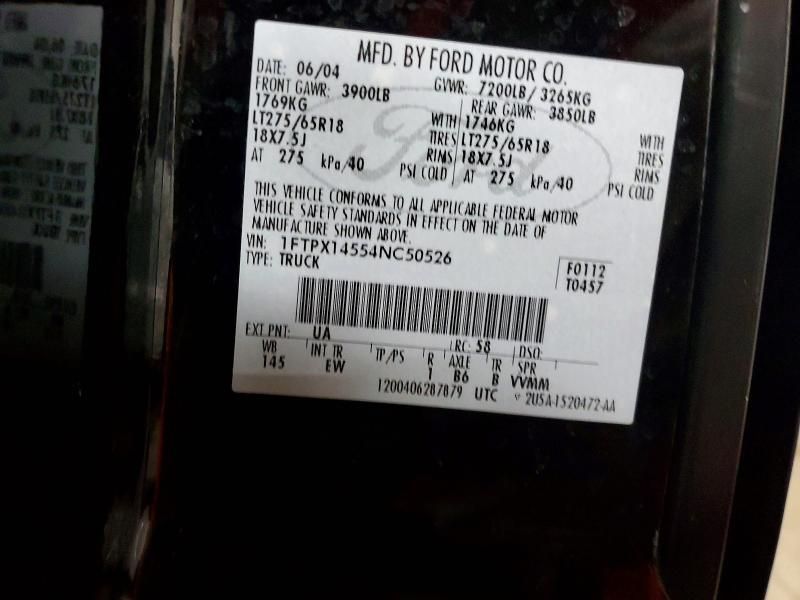 MFD. BY FORD MOTOR CO.
DATE: 06/04 GVWR: 7200LB/ 3265KG
FRONT GAWR: 3900LB REAR GAWR: 3850LB
1769KG WITH 1746KG WITH
LT275/65R18 TIRES LT275/65R18 TIRES
18X7.5J RIMS 18X7.5J RIMS
AT 275 kPa/40 PSI COLD AT 275 kPa/40 PSI COLD
Ford
THIS VEHICLE CONFORMS TO ALL APPLICABLE FEDERAL MOTOR
VEHICLE SAFETY STANDARDS IN EFFECT ON THE DATE OF
MANUFACTURE SHOWN ABOVE.
VIN: 1FTPX14554NC50526
TYPE: TRUCK
F0112
T0457
EXT PNT: UA RC: 58 DSO:
WB INT TR TP/PS R AXLE TR SPR
145 EW 1 B6 B VVMM
1200406287879 UTC 2U5A-1520472-AA